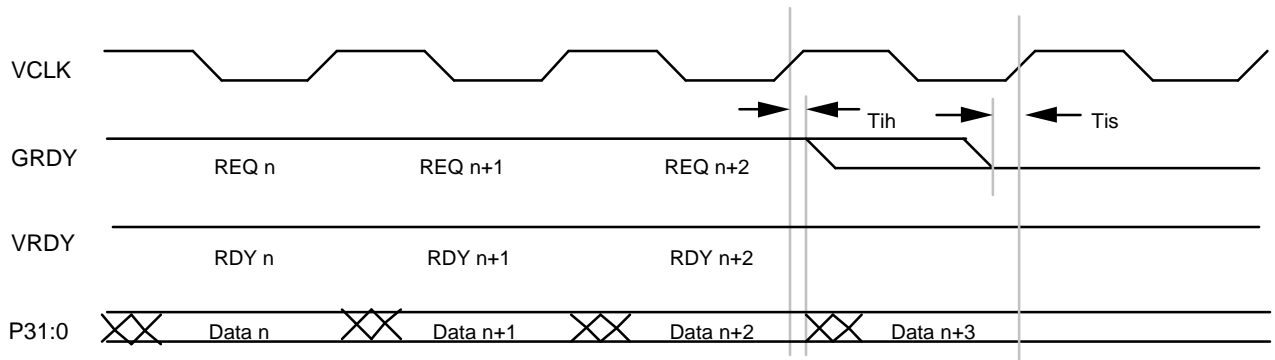 VCLK
Tih
Tis
GRDY
REQ n REQ n+1 REQ n+2
VRDY
RDY n RDY n+1 RDY n+2
P31:0 Data n Data n+1 Data n+2 Data n+3